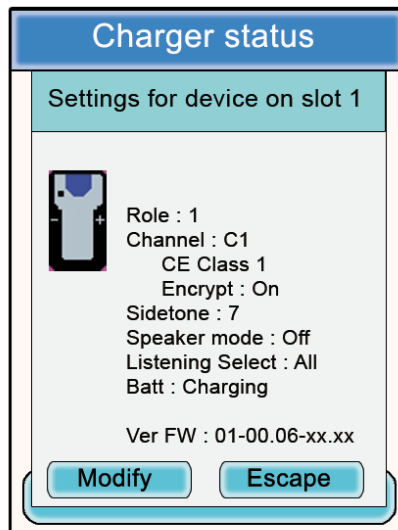 Charger status
Settings for device on slot 1
- +
Role : 1
Channel : C1
CE Class 1
Encrypt : On
Sidetone : 7
Speaker mode : Off
Listening Select : All
Batt : Charging
Ver FW : 01-00.06-xx.xx
Modify Escape